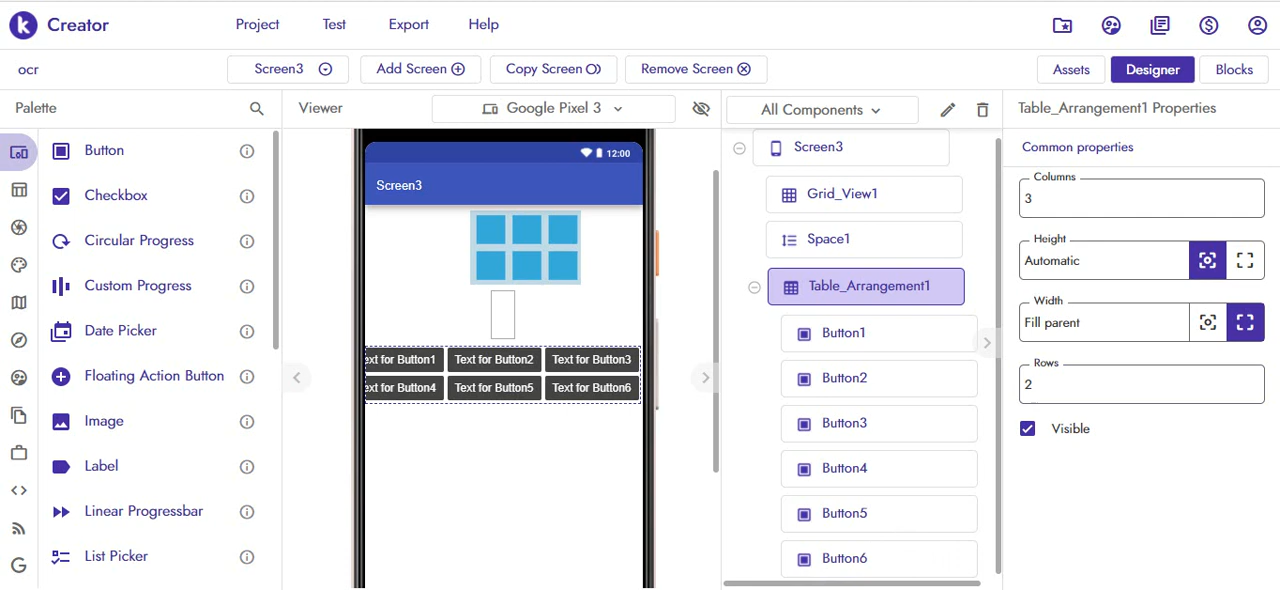 Creator Project Test Export Help
ocr Screen3 Add Screen Copy Screen Remove Screen Assets Designer Blocks
Palette
Button
Checkbox
Circular Progress
Custom Progress
Date Picker
Floating Action Button
Image
Label
Linear Progressbar
List Picker
Viewer Google Pixel 3
12:00
Screen3
ext for Button1 Text for Button2 Text for Button3
ext for Button4 Text for Button5 Text for Button6
All Components
Screen3
Grid_View1
Space1
Table_Arrangement1
Button1
Button2
Button3
Button4
Button5
Button6
Table_Arrangement1 Properties
Common properties
Columns
3
Height
Automatic
Width
Fill parent
Rows
2
Visible